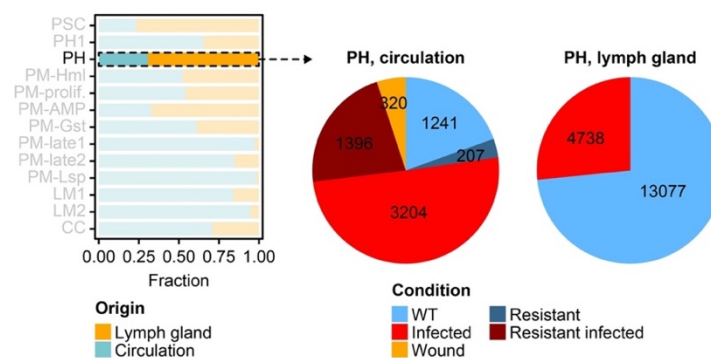 PSC
PH1
PH
PM-Hml
PM-prolif.
PM-AMP
PM-Gst
PM-late1
PM-late2
PM-Lsp
LM1
LM2
CC
0.00 0.25 0.50 0.75 1.00
Fraction
Origin
Lymph gland
Circulation
PH, circulation
320
1241
1396
207
3204
PH, lymph gland
4738
13077
Condition
WT
Infected
Wound
Resistant
Resistant infected